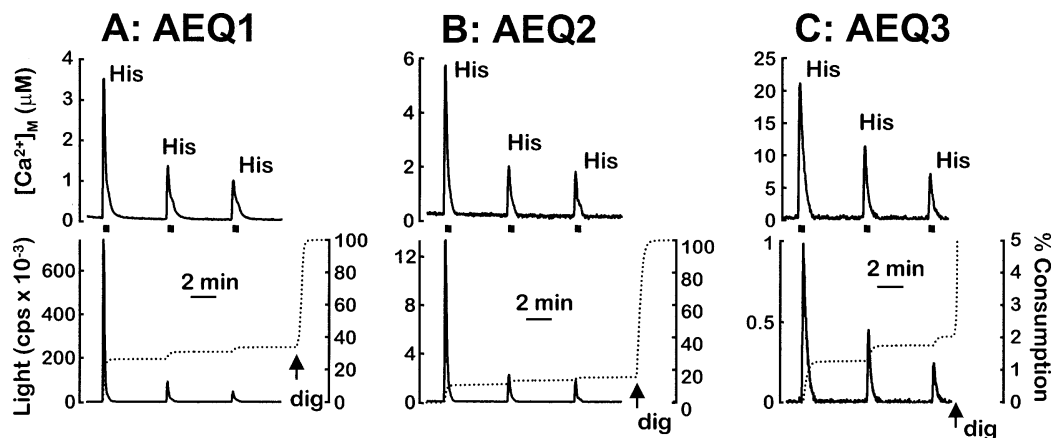 A: AEQ1
B: AEQ2
C: AEQ3
[Ca2+]M (μM)
4
3
2
1
0
His
His
His
6
4
2
0
His
His
His
25
20
15
10
5
0
His
His
His
Light (cps x 10-3)
600
400
200
0
2 min
100
80
60
40
20
0
dig
12
8
4
0
2 min
100
80
60
40
20
0
dig
1
0.5
0
2 min
5
4
3
2
1
0
% Consumption
dig